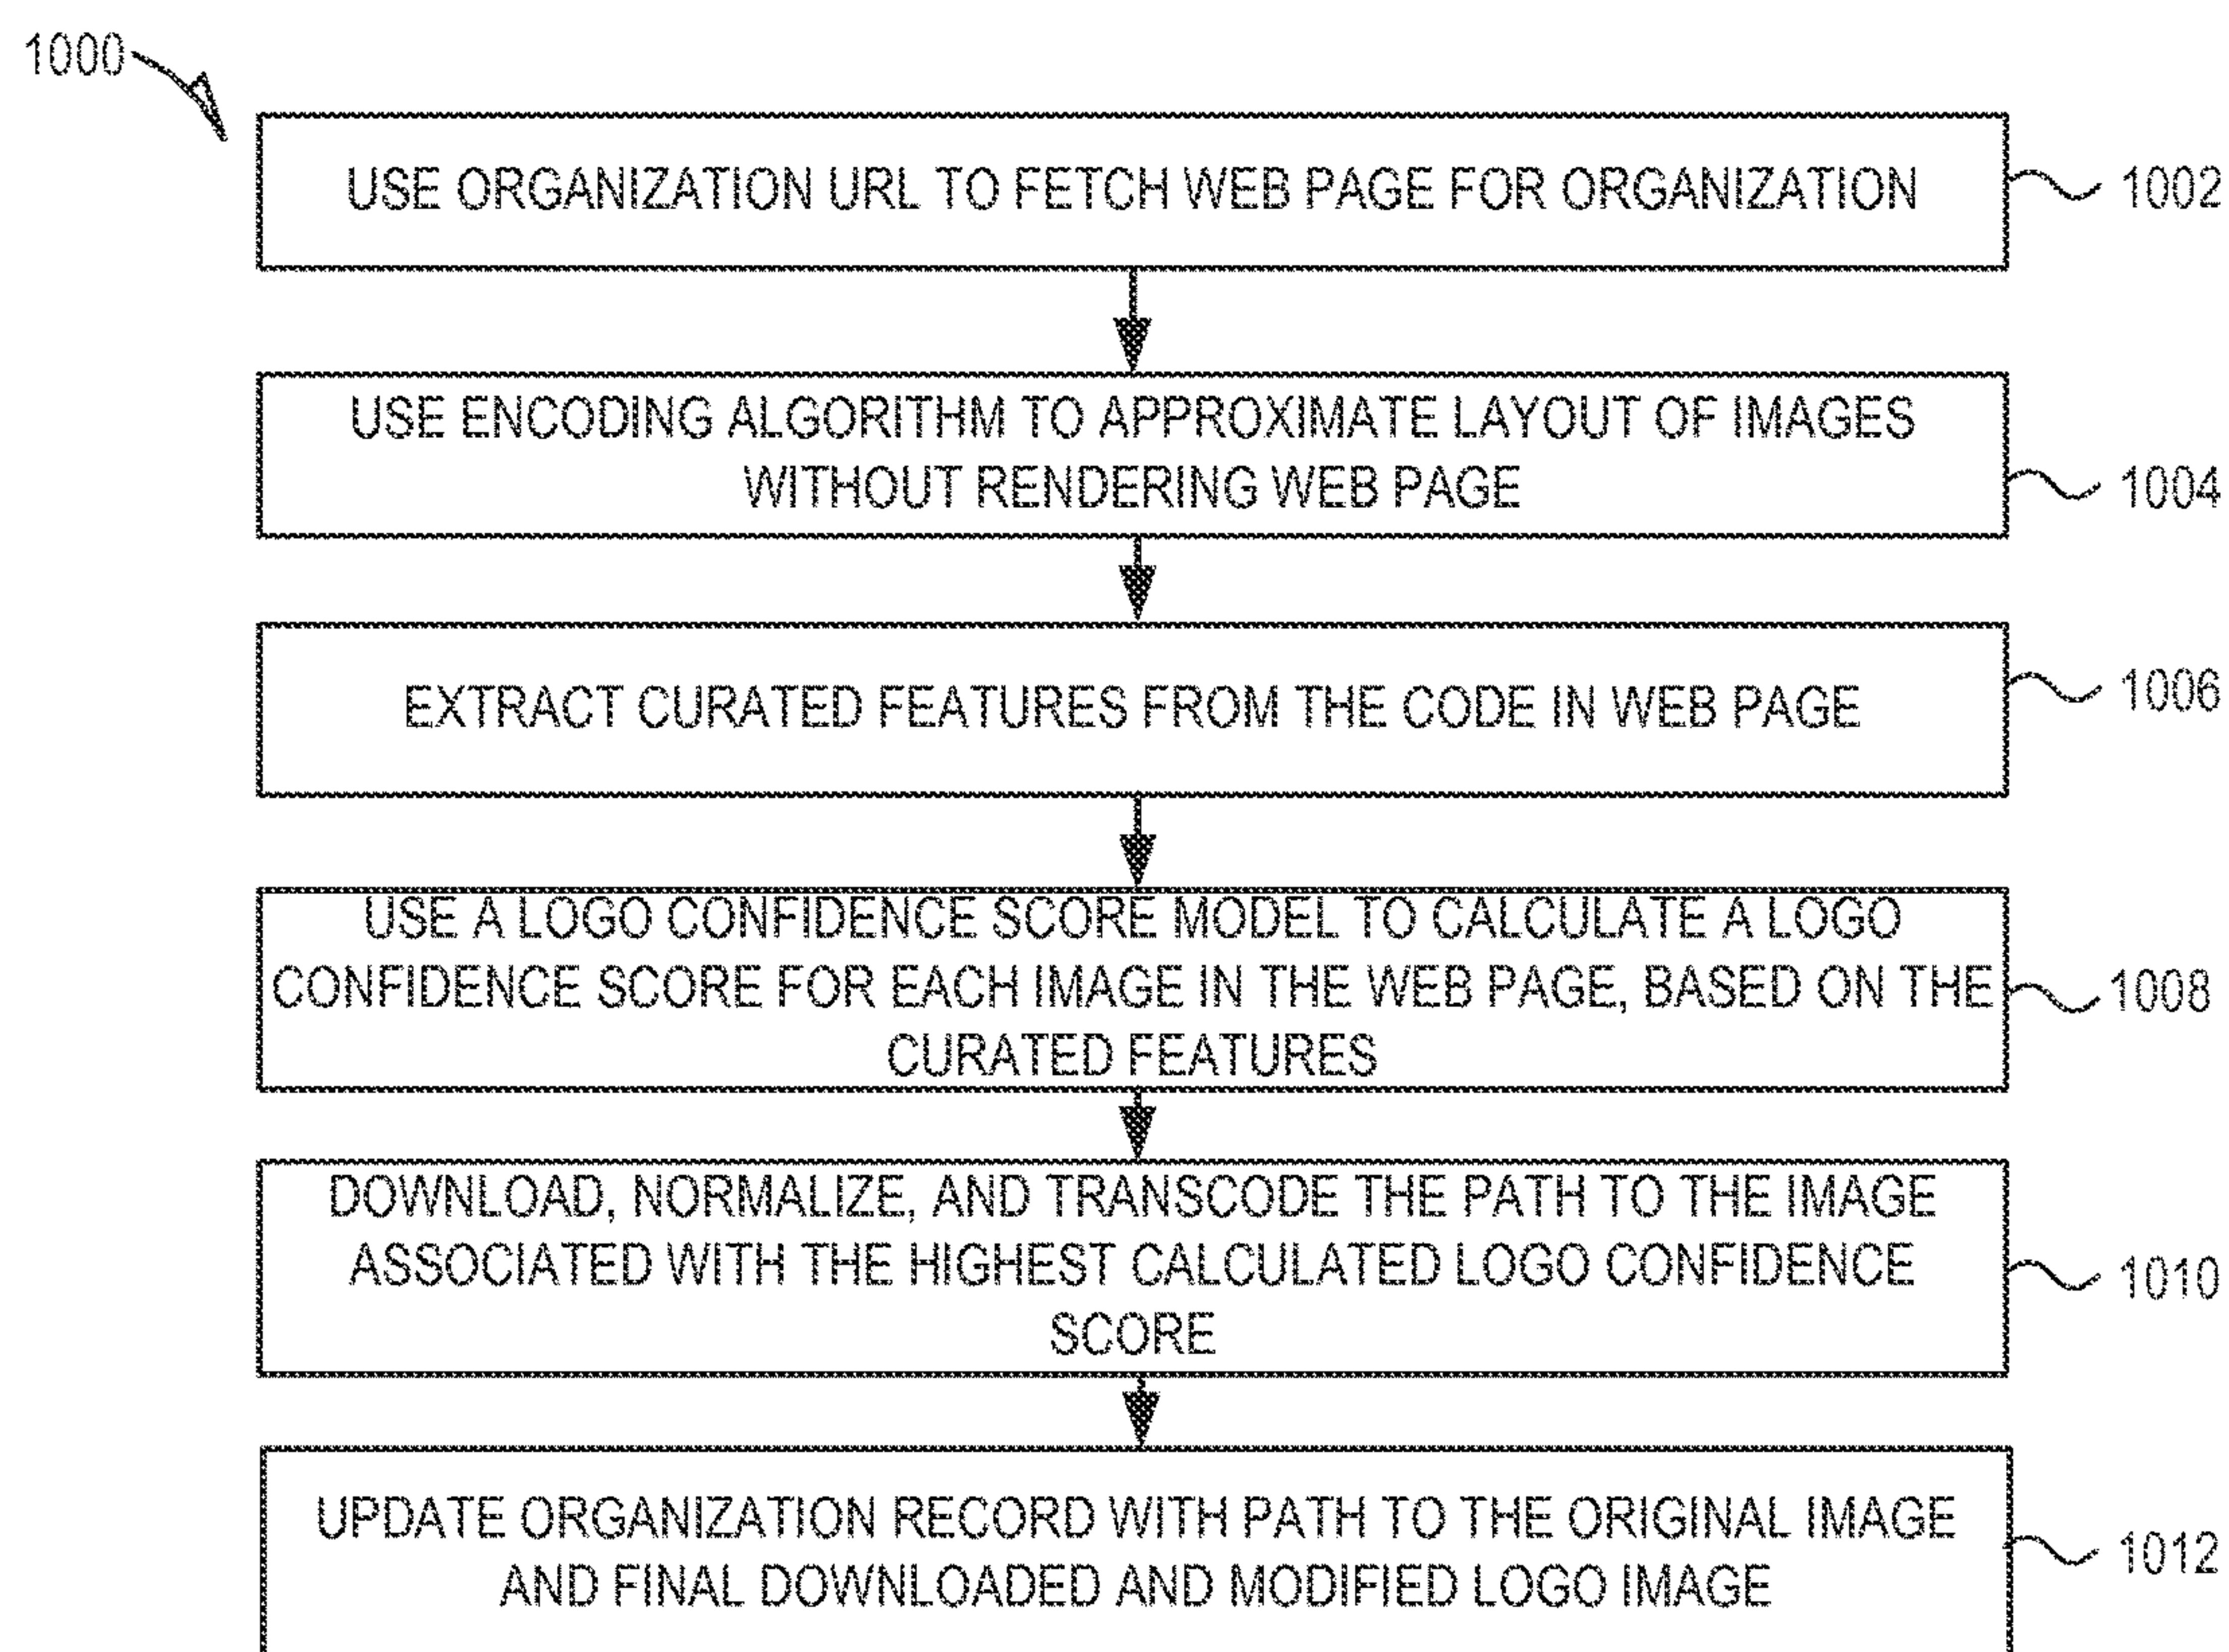 1000
USE ORGANIZATION URL TO FETCH WEB PAGE FOR ORGANIZATION
1002
USE ENCODING ALGORITHM TO APPROXIMATE LAYOUT OF IMAGES
WITHOUT RENDERING WEB PAGE
1004
EXTRACT CURATED FEATURES FROM THE CODE IN WEB PAGE
1006
USE A LOGO CONFIDENCE SCORE MODEL TO CALCULATE A LOGO
CONFIDENCE SCORE FOR EACH IMAGE IN THE WEB PAGE, BASED ON THE
CURATED FEATURES
1008
DOWNLOAD, NORMALIZE, AND TRANSCODE THE PATH TO THE IMAGE
ASSOCIATED WITH THE HIGHEST CALCULATED LOGO CONFIDENCE
SCORE
1010
UPDATE ORGANIZATION RECORD WITH PATH TO THE ORIGINAL IMAGE
AND FINAL DOWNLOADED AND MODIFIED LOGO IMAGE
1012